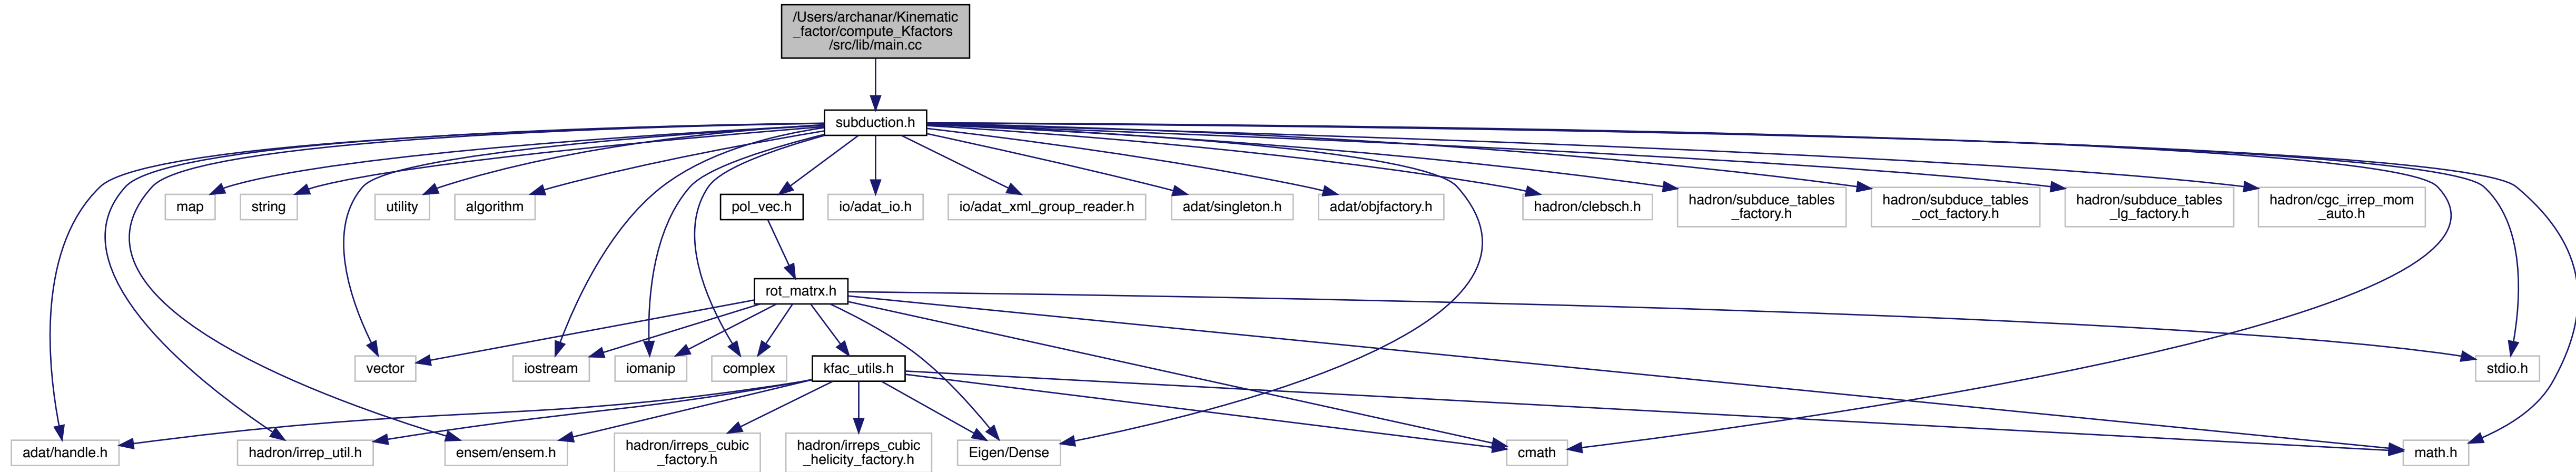 /Users/archanar/Kinematic
_factor/compute_Kfactors
/src/lib/main.cc
subduction.h
map
string
utility
algorithm
pol_vec.h
io/adat_io.h
io/adat_xml_group_reader.h
adat/singleton.h
adat/objfactory.h
hadron/clebsch.h
hadron/subduce_tables
_factory.h
hadron/subduce_tables
_oct_factory.h
hadron/subduce_tables
_lg_factory.h
hadron/cgc_irrep_mom
_auto.h
rot_matrx.h
vector
iostream
iomanip
complex
kfac_utils.h
stdio.h
adat/handle.h
hadron/irrep_util.h
ensem/ensem.h
hadron/irreps_cubic
_factory.h
hadron/irreps_cubic
_helicity_factory.h
Eigen/Dense
cmath
math.h